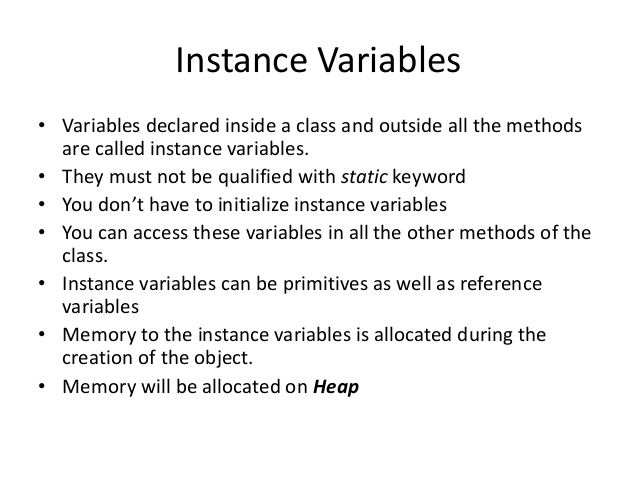 Instance Variables
• Variables declared inside a class and outside all the methods
are called instance variables.
• They must not be qualified with static keyword
• You don’t have to initialize instance variables
• You can access these variables in all the other methods of the
class.
• Instance variables can be primitives as well as reference
variables
• Memory to the instance variables is allocated during the
creation of the object.
• Memory will be allocated on Heap